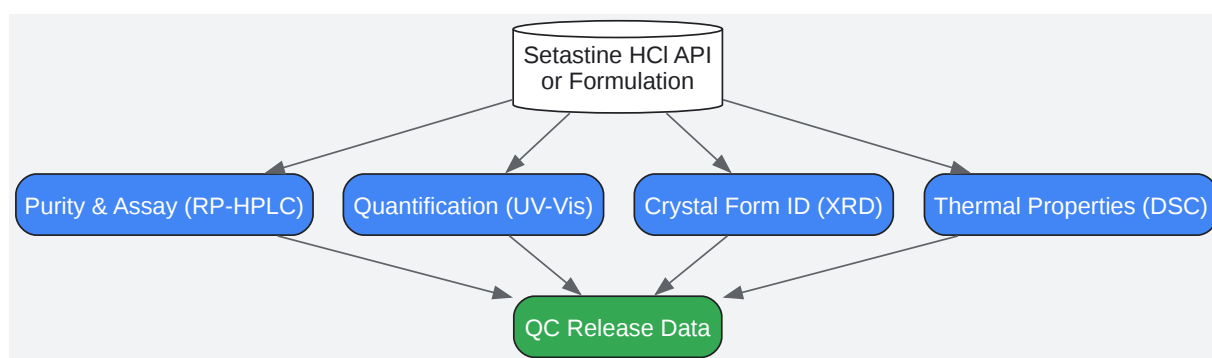 Setastine HCl API
or Formulation
Purity & Assay (RP-HPLC)
Quantification (UV-Vis)
Crystal Form ID (XRD)
Thermal Properties (DSC)
QC Release Data